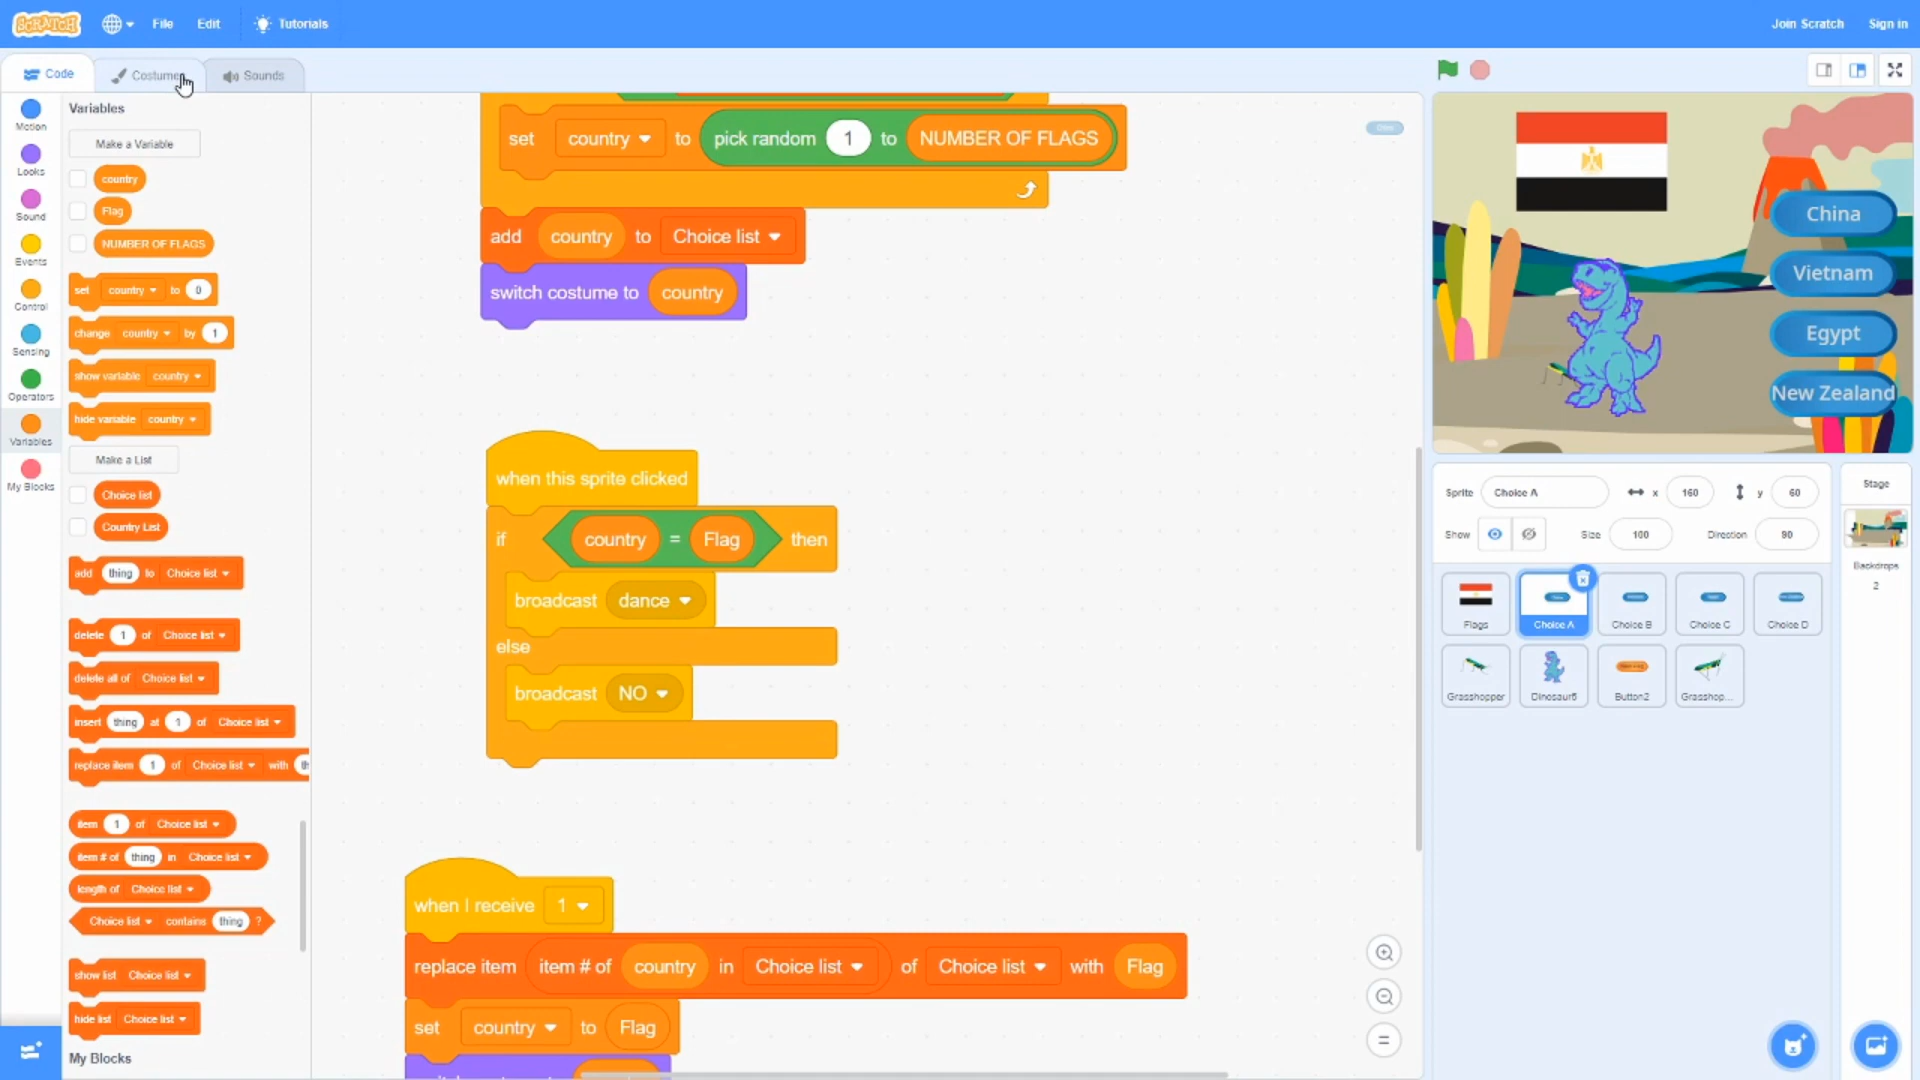 SCRATCH
File
Edit
Tutorials
Join Scratch
Sign in
Code
Costumes
Sounds
Motion
Looks
Sound
Events
Control
Sensing
Operators
Variables
My Blocks
Variables
Make a Variable
country
Flag
NUMBER OF FLAGS
set country to 0
change country by 1
show variable country
hide variable country
Make a List
Choice list
Country List
add thing to Choice list
delete 1 of Choice list
delete all of Choice list
insert thing at 1 of Choice list
replace item 1 of Choice list with
item 1 of Choice list
item # of thing in Choice list
length of Choice list
Choice list contains thing ?
show list Choice list
hide list Choice list
My Blocks
set country to pick random 1 to NUMBER OF FLAGS
add country to Choice list
switch costume to country
when this sprite clicked
if country = Flag then
broadcast dance
else
broadcast NO
when I receive 1
replace item item # of country in Choice list of Choice list with Flag
set country to Flag
China
Vietnam
Egypt
New Zealand
Sprite Choice A x 160 y 60
Show Size 100 Direction 90
Flags
Choice A
Choice B
Choice C
Choice D
Grasshopper
Dinosaur5
Button2
Grasshop...
Stage
Backdrops
2